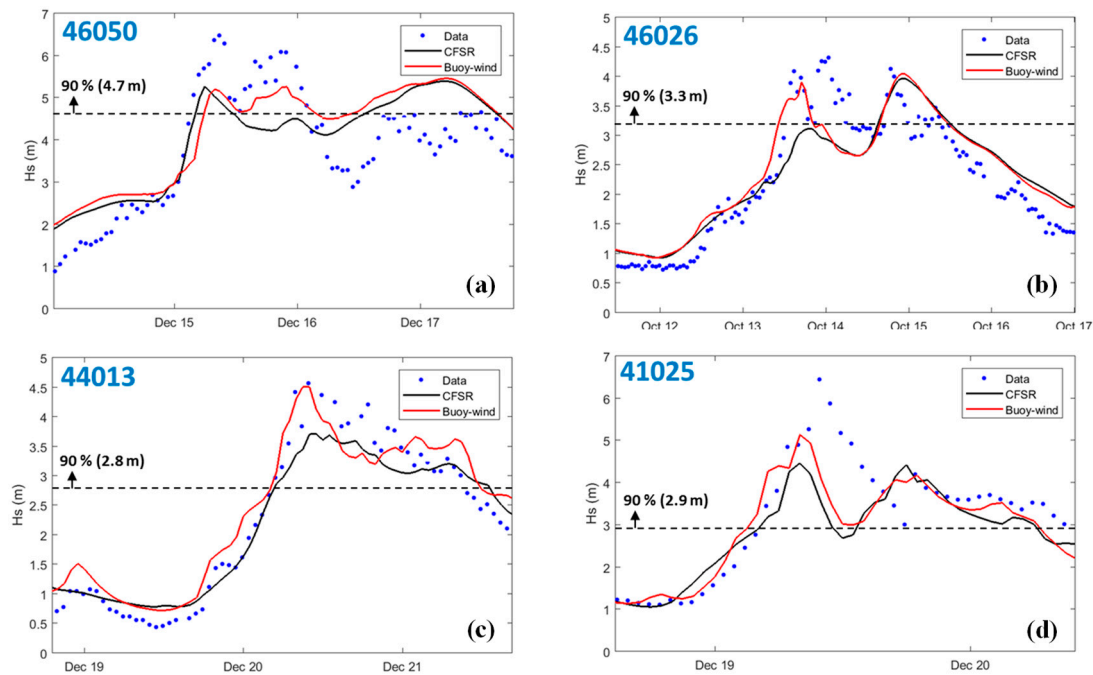 46050
Data
CFSR
Buoy-wind
90 % (4.7 m)
Hs (m)
7
6
5
4
3
2
1
0
Dec 15
Dec 16
Dec 17
(a)
46026
Data
CFSR
Buoy-wind
90 % (3.3 m)
Hs (m)
5
4.5
4
3.5
3
2.5
2
1.5
1
0.5
0
Oct 12
Oct 13
Oct 14
Oct 15
Oct 16
Oct 17
(b)
44013
Data
CFSR
Buoy-wind
90 % (2.8 m)
Hs (m)
5
4.5
4
3.5
3
2.5
2
1.5
1
0.5
0
Dec 19
Dec 20
Dec 21
(c)
41025
Data
CFSR
Buoy-wind
90 % (2.9 m)
Hs (m)
7
6
5
4
3
2
1
0
Dec 19
Dec 20
(d)